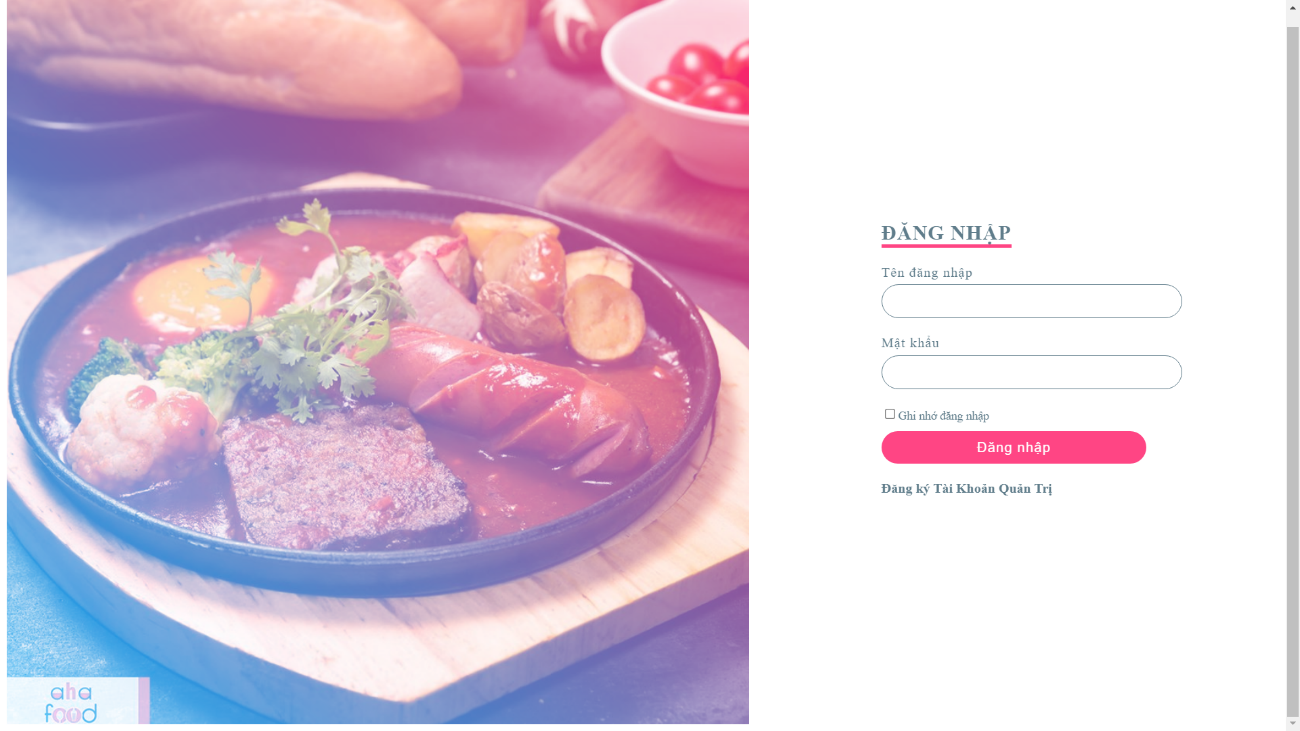 ĐĂNG NHẬP
Tên đăng nhập
Mật khẩu
Ghi nhớ đăng nhập
Đăng nhập
Đăng ký Tài Khoản Quản Trị
aha
food